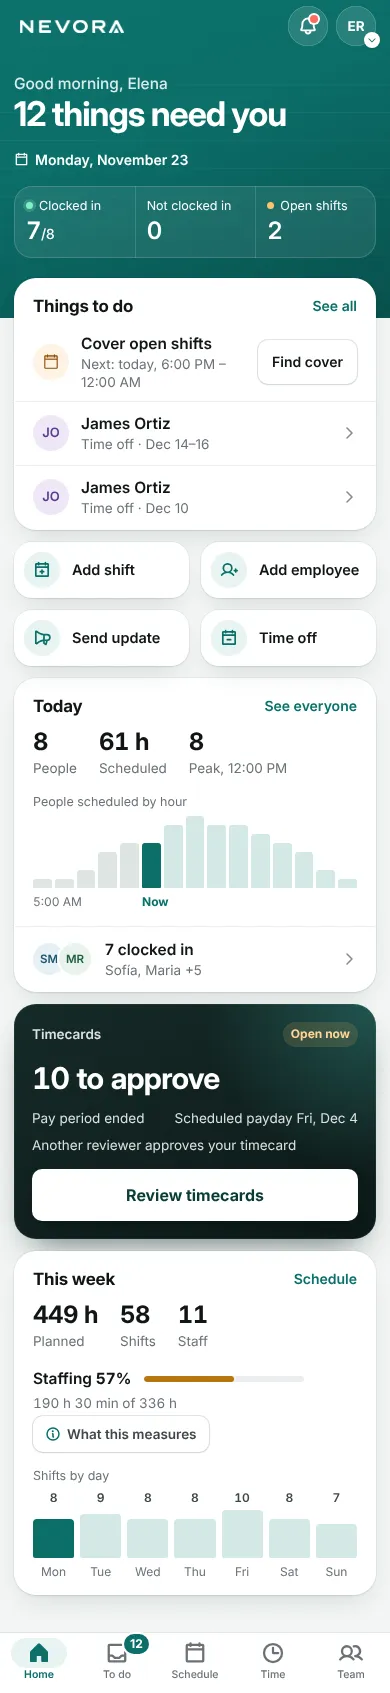 NEVORA
ER
Good morning, Elena
12 things need you
Monday, November 23
Clocked in
7/8
Not clocked in
0
Open shifts
2
Things to do
See all
Cover open shifts
Next: today, 6:00 PM –
12:00 AM
Find cover
JO
James Ortiz
Time off · Dec 14–16
JO
James Ortiz
Time off · Dec 10
Add shift
Add employee
Send update
Time off
Today
See everyone
8
People
61 h
Scheduled
8
Peak, 12:00 PM
People scheduled by hour
5:00 AM
Now
SM
MR
7 clocked in
Sofía, Maria +5
Timecards
Open now
10 to approve
Pay period ended
Scheduled payday Fri, Dec 4
Another reviewer approves your timecard
Review timecards
This week
Schedule
449 h
Planned
58
Shifts
11
Staff
Staffing 57%
190 h 30 min of 336 h
What this measures
Shifts by day
8 9 8 8 10 8 7
Mon Tue Wed Thu Fri Sat Sun
12
Home
To do
Schedule
Time
Team